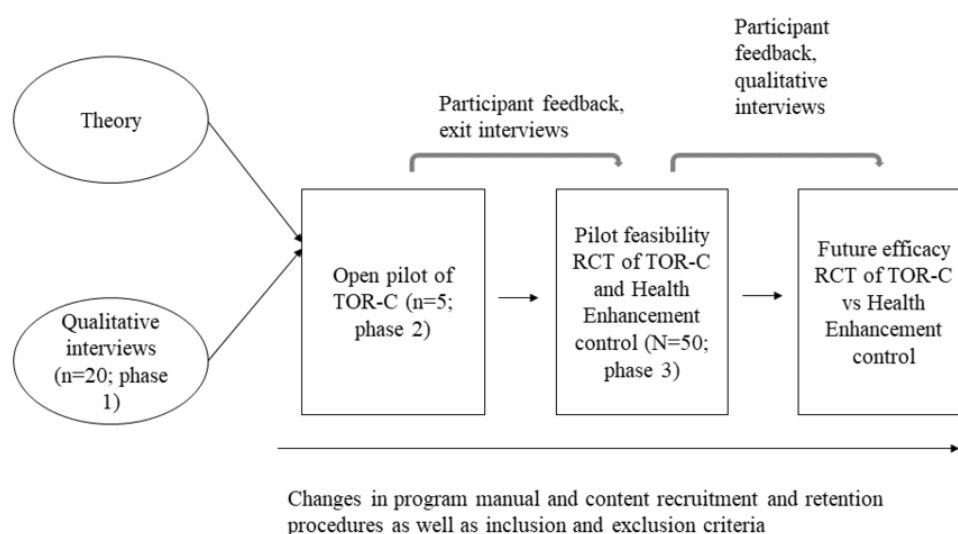 Theory
Qualitative
interviews
(n=20; phase
1)
Participant feedback,
exit interviews
Participant
feedback,
qualitative
interviews
Open pilot of
TOR-C (n=5;
phase 2)
Pilot feasibility
RCT of TOR-C
and Health
Enhancement
control (N=50;
phase 3)
Future efficacy
RCT of TOR-C
vs Health
Enhancement
control
Changes in program manual and content recruitment and retention
procedures as well as inclusion and exclusion criteria